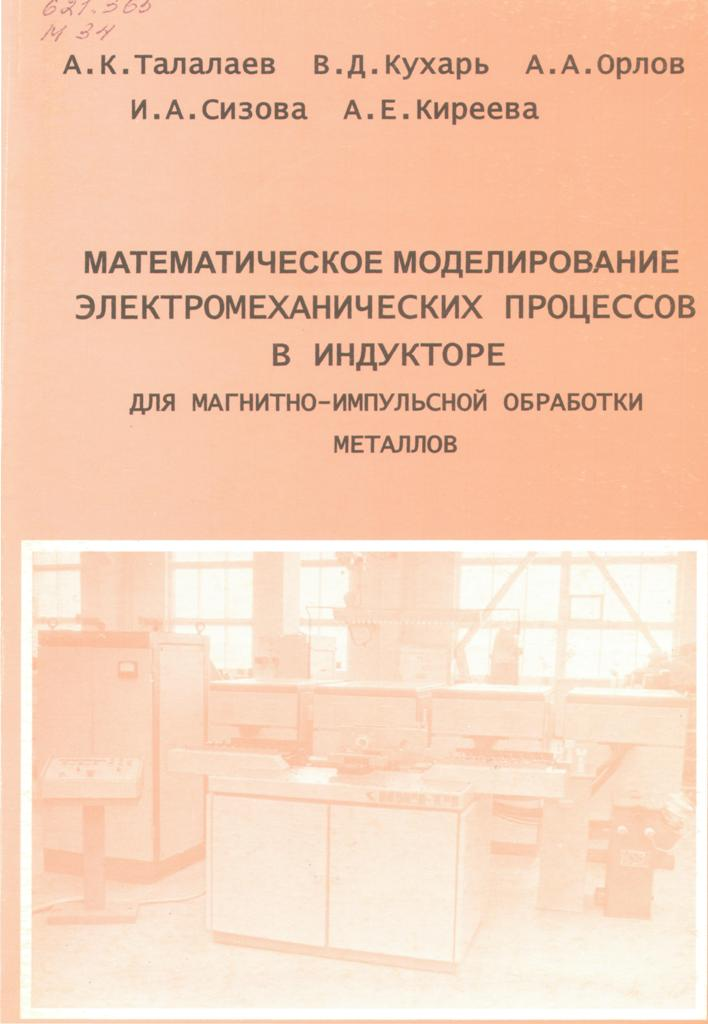 621.365
М 34
А.К.Талалаев В.Д.Кухарь А.А.Орлов
И.А.Сизова А.Е.Киреева
МАТЕМАТИЧЕСКОЕ МОДЕЛИРОВАНИЕ
ЭЛЕКТРОМЕХАНИЧЕСКИХ ПРОЦЕССОВ
В ИНДУКТОРЕ
ДЛЯ МАГНИТНО-ИМПУЛЬСНОЙ ОБРАБОТКИ
МЕТАЛЛОВ